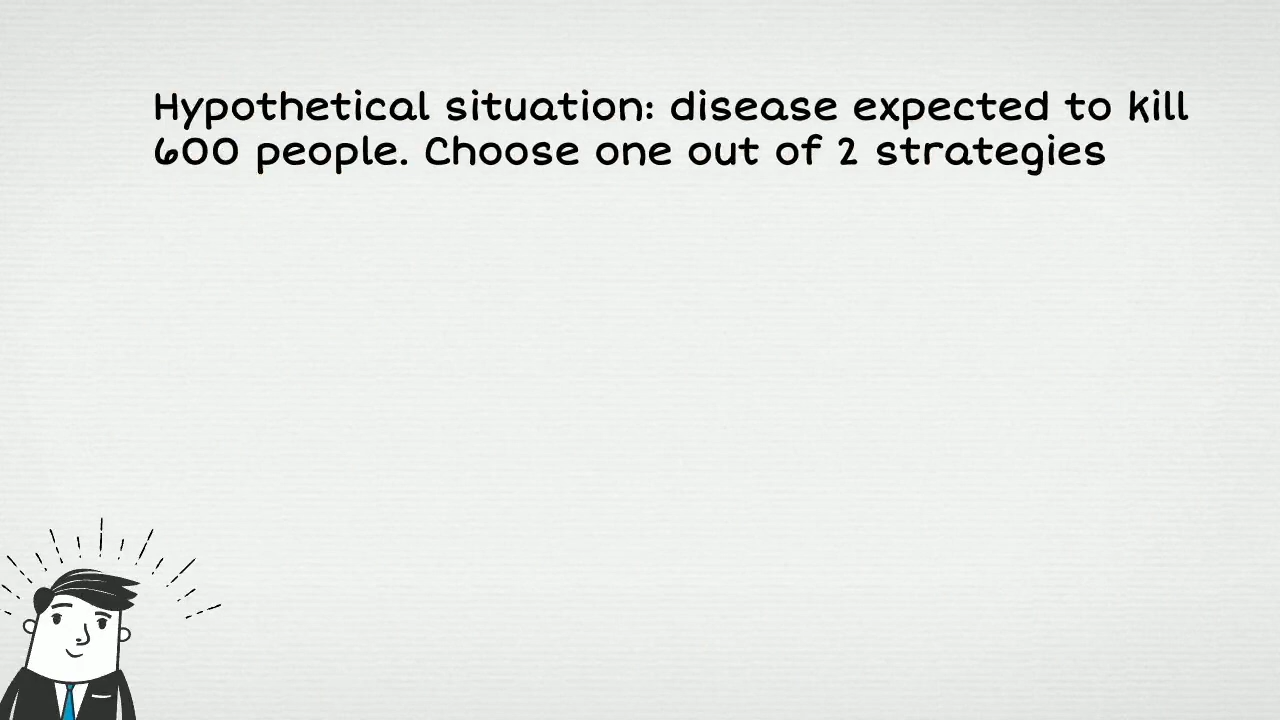 Hypothetical situation: disease expected to kill
600 people. Choose one out of 2 strategies